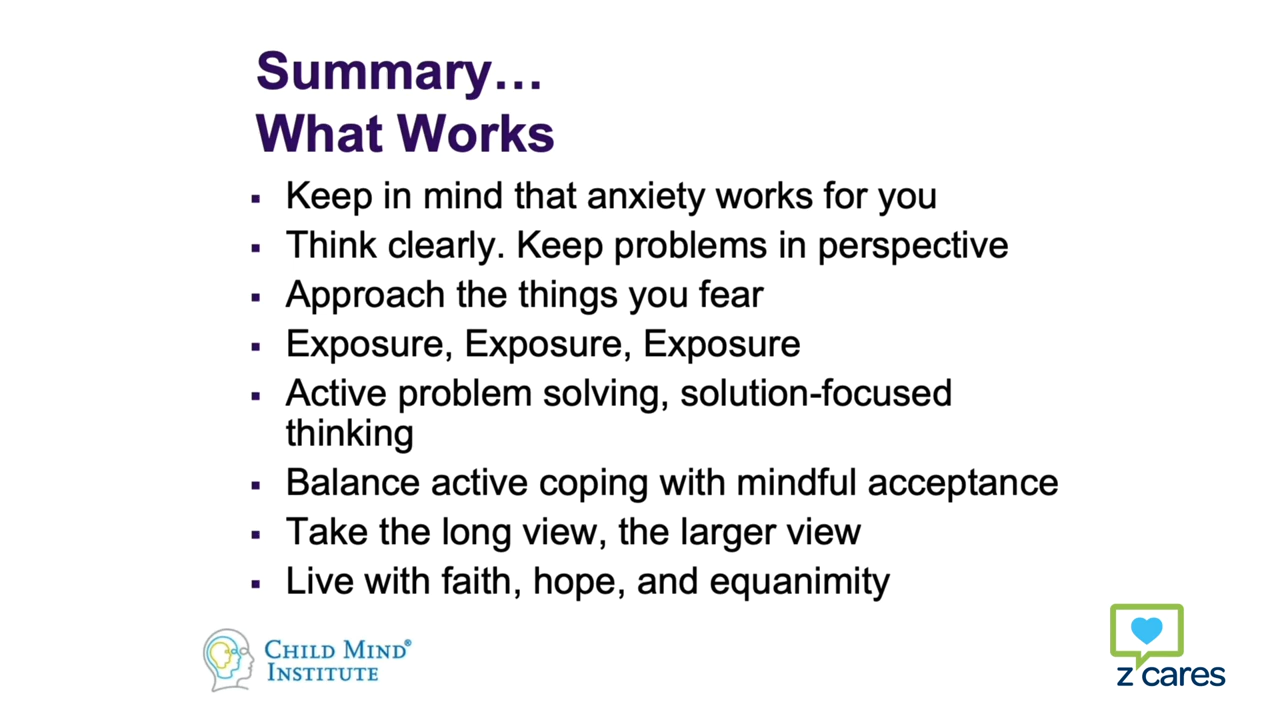 Summary…
What Works
▪ Keep in mind that anxiety works for you
▪ Think clearly. Keep problems in perspective
▪ Approach the things you fear
▪ Exposure, Exposure, Exposure
▪ Active problem solving, solution-focused
thinking
▪ Balance active coping with mindful acceptance
▪ Take the long view, the larger view
▪ Live with faith, hope, and equanimity
CHILD MIND®
INSTITUTE
z cares